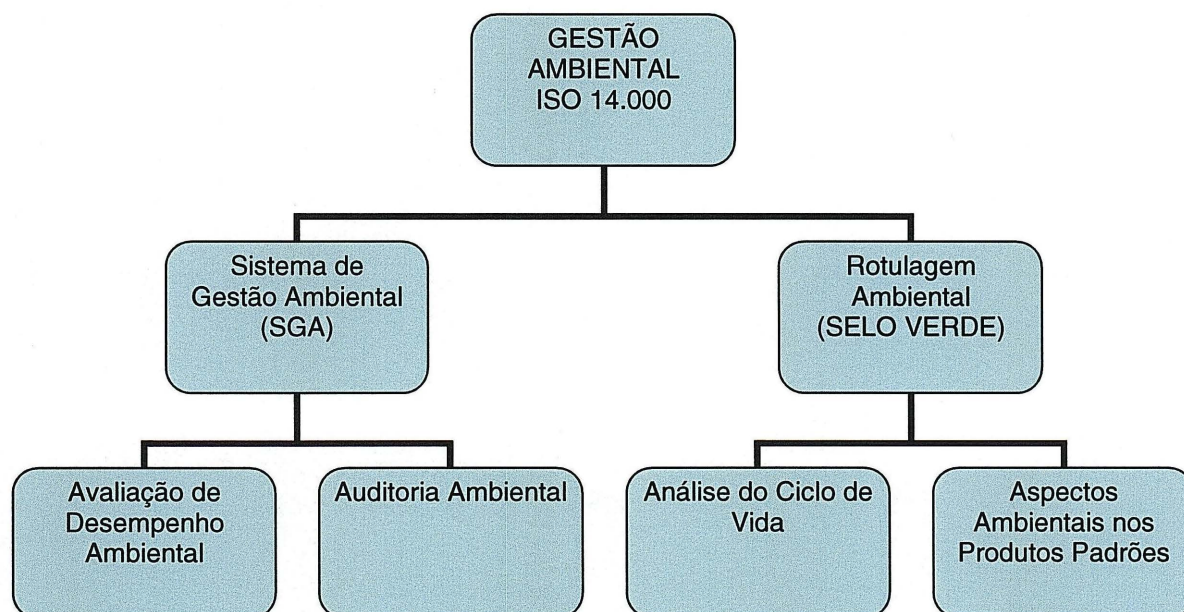 GESTÃO
AMBIENTAL
ISO 14.000
Sistema de
Gestão Ambiental
(SGA)
Rotulagem
Ambiental
(SELO VERDE)
Avaliação de
Desempenho
Ambiental
Auditoria Ambiental
Análise do Ciclo de
Vida
Aspectos
Ambientais nos
Produtos Padrões